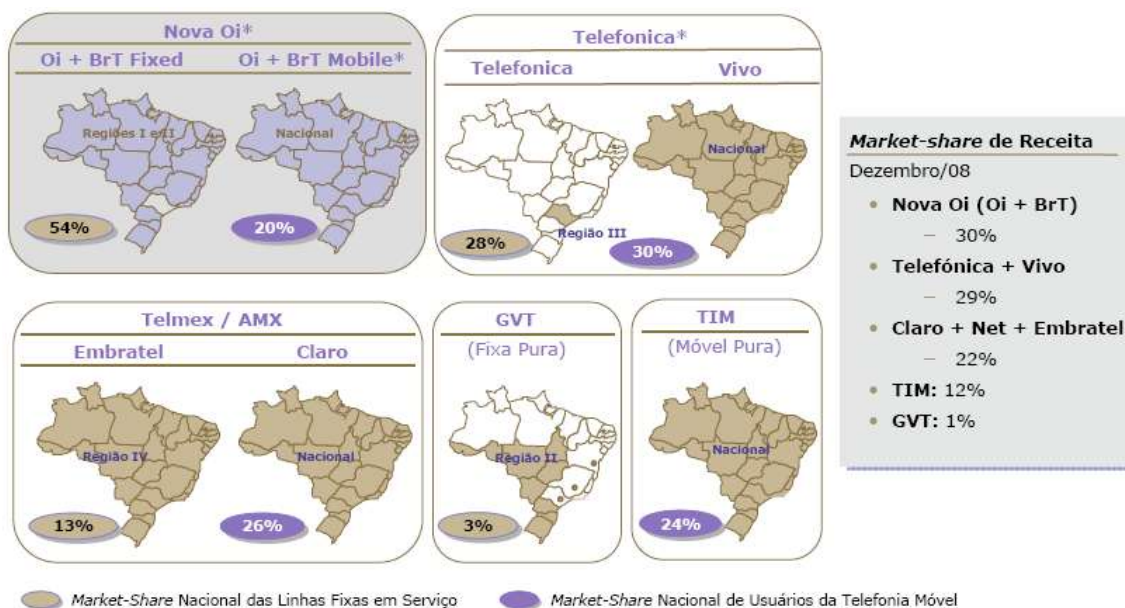 Nova Oi*
Oi + BrT Fixed
Oi + BrT Mobile*
Regiões I e II
Nacional
54%
20%
Telefonica*
Telefonica
Vivo
Nacional
Região III
28%
30%
Telmex / AMX
Embratel
Claro
Região IV
Nacional
13%
26%
GVT
(Fixa Pura)
Região II
3%
TIM
(Móvel Pura)
Nacional
24%
Market-share de Receita
Dezembro/08
• Nova Oi (Oi + BrT)
– 30%
• Telefónica + Vivo
– 29%
• Claro + Net + Embratel
– 22%
• TIM: 12%
• GVT: 1%
Market-Share Nacional das Linhas Fixas em Serviço
Market-Share Nacional de Usuários da Telefonia Móvel